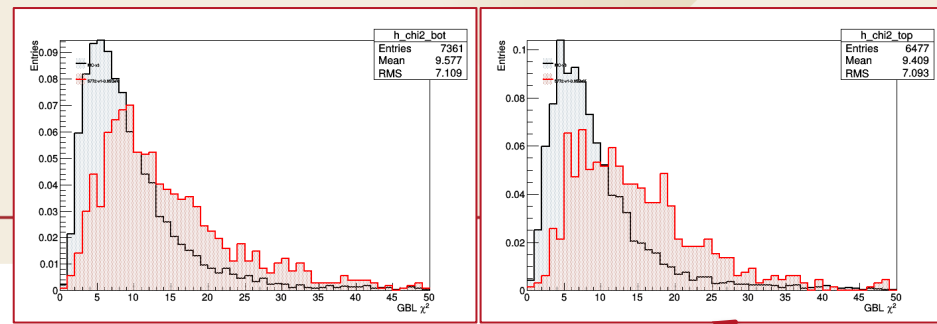 h_chi2_bot
Entries 7361
Mean 9.577
RMS 7.109
Entries
0.09
0.08
0.07
0.06
0.05
0.04
0.03
0.02
0.01
0
0 5 10 15 20 25 30 35 40 45 50
GBL χ²
h_chi2_top
Entries 6477
Mean 9.409
RMS 7.093
Entries
0.1
0.08
0.06
0.04
0.02
0
0 5 10 15 20 25 30 35 40 45 50
GBL χ²